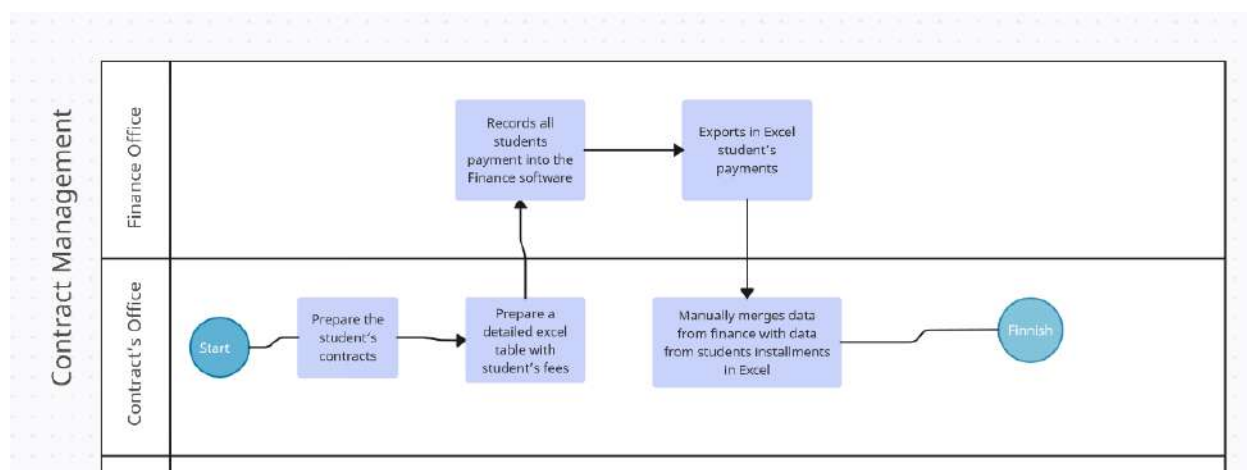 Contract Management
Finance Office
Records all
students
payment into the
Finance software
Exports in Excel
student's
payments
Contract's Office
Start
Prepare the
student's
contracts
Prepare a
detailed excel
table with
student's fees
Manually merges data
from finance with data
from students installments
in Excel
Finnish